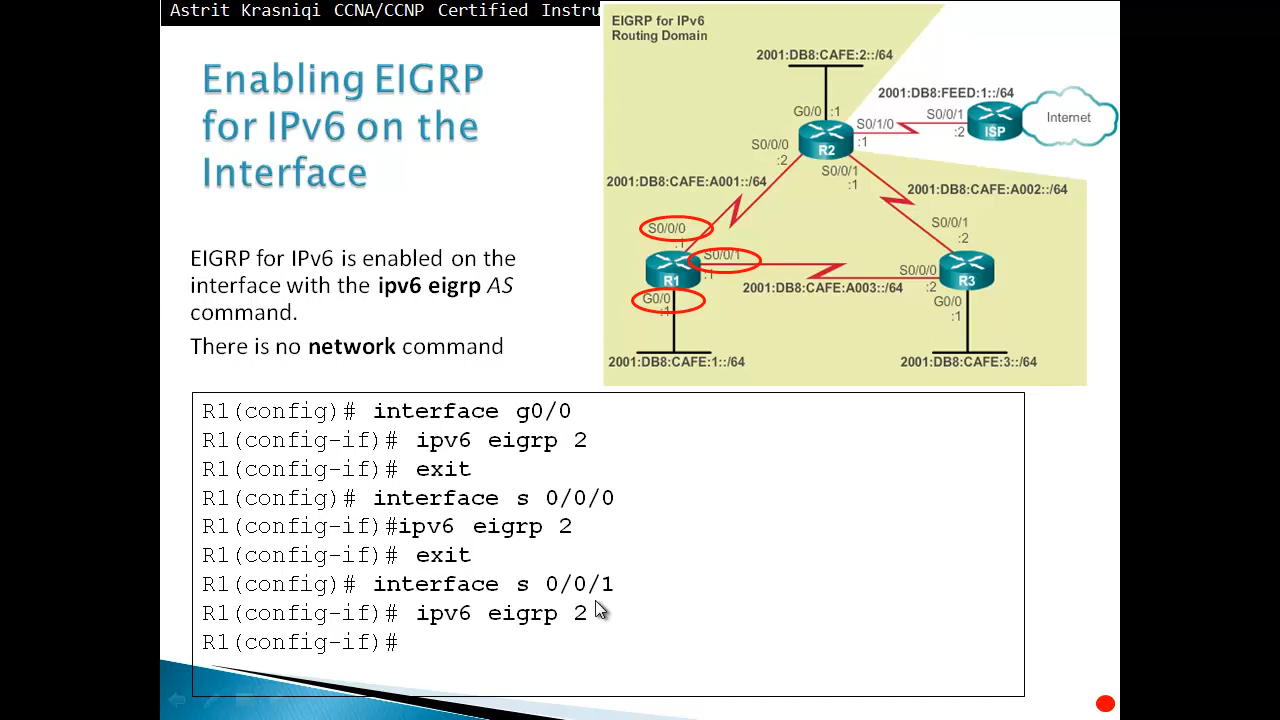 Astrit Krasniqi CCNA/CCNP Certified Instru
Enabling EIGRP
for IPv6 on the
Interface
EIGRP for IPv6 is enabled on the
interface with the ipv6 eigrp AS
command.
There is no network command
EIGRP for IPv6
Routing Domain
2001:DB8:CAFE:2::/64
2001:DB8:FEED:1::/64
G0/0 :1
S0/0/1
Internet
S0/1/0
ISP
:2
:1
R2
S0/0/0
:2
S0/0/1
:1
2001:DB8:CAFE:A001::/64
2001:DB8:CAFE:A002::/64
S0/0/0
:1
S0/0/1
:2
S0/0/1
:1
R1
S0/0/0
:2
R3
2001:DB8:CAFE:A003::/64
G0/0
:1
G0/0
:1
2001:DB8:CAFE:1::/64
2001:DB8:CAFE:3::/64
R1(config)# interface g0/0
R1(config-if)# ipv6 eigrp 2
R1(config-if)# exit
R1(config)# interface s 0/0/0
R1(config-if)#ipv6 eigrp 2
R1(config-if)# exit
R1(config)# interface s 0/0/1
R1(config-if)# ipv6 eigrp 2
R1(config-if)#